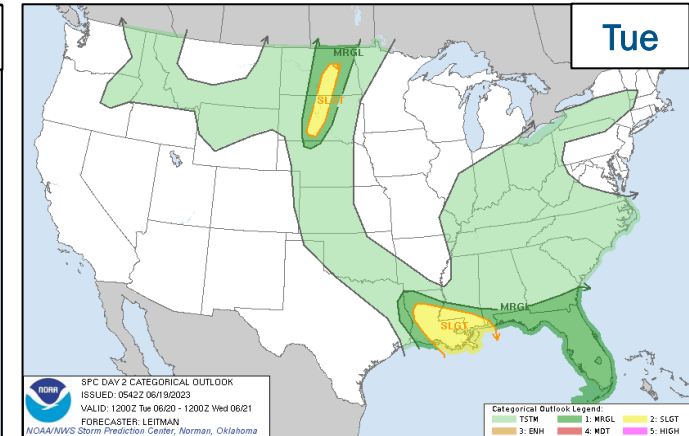 Tue
MRGL
SLGT
MRGL
SLGT
NOAA
SPC DAY 2 CATEGORICAL OUTLOOK
ISSUED: 0542Z 06/19/2023
VALID: 1200Z Tue 06/20 - 1200Z Wed 06/21
FORECASTER: LEITMAN
NOAA/NWS Storm Prediction Center, Norman, Oklahoma
Categorical Outlook Legend:
TSTM 1: MRGL 2: SLGT
3: ENH 4: MDT 5: HIGH